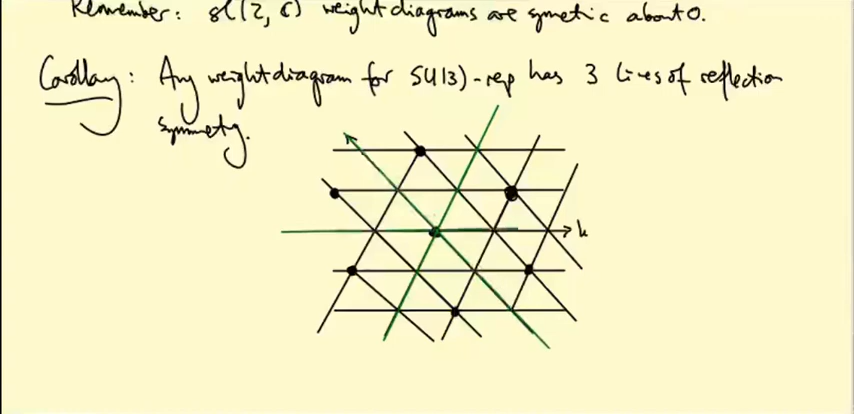 Remember: sl(2, C) weight diagrams are symetric about 0.
Corollary: Any weight diagram for SU(3)-rep has 3 lines of reflection
symmetry.
k